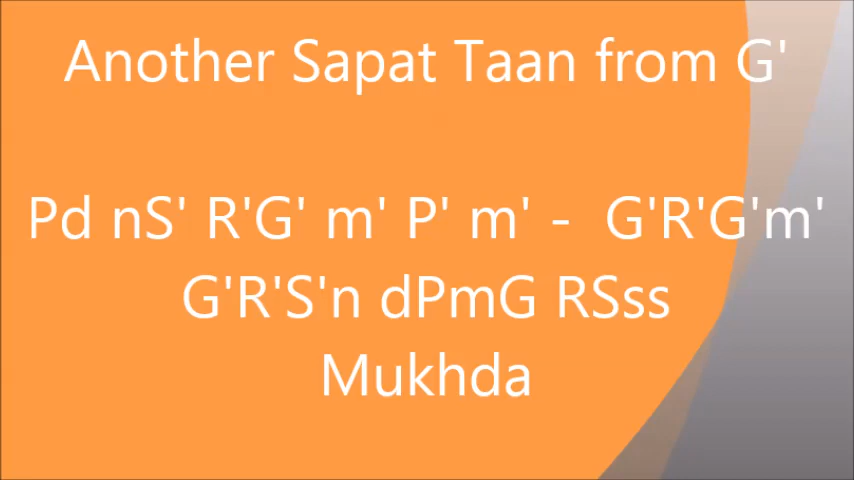 Another Sapat Taan from G'
Pd nS' R'G' m' P' m' - G'R'G'm'
G'R'S'n dPmG RSss
Mukhda